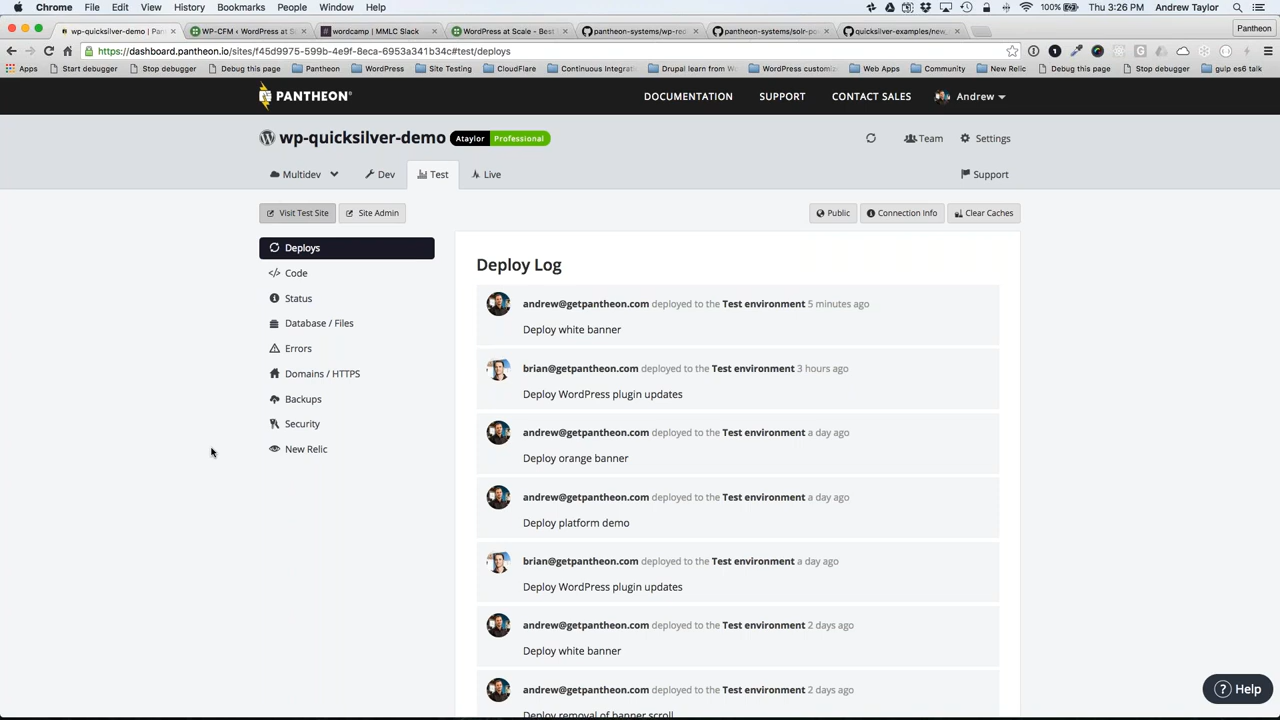 Chrome File Edit View History Bookmarks People Window Help 100% Thu 3:26 PM Andrew Taylor
wp-quicksilver-demo | Pan
WP-CFM « WordPress at S
wordcamp | MMLC Slack
WordPress at Scale - Best
pantheon-systems/wp-red
pantheon-systems/solr-po
quicksilver-examples/new_
Pantheon
https://dashboard.pantheon.io/sites/f45d9975-599b-4e9f-8eca-6953a341b34c#test/deploys
Apps Start debugger Stop debugger Debug this page Pantheon WordPress Site Testing CloudFlare Continuous Integrat Drupal learn from W WordPress customiz Web Apps Community New Relic Debug this page Stop debugger gulp es6 talk
PANTHEON DOCUMENTATION SUPPORT CONTACT SALES Andrew
wp-quicksilver-demo Ataylor Professional Team Settings
Multidev Dev Test Live Support
Visit Test Site Site Admin Public Connection Info Clear Caches
Deploys
Code
Status
Database / Files
Errors
Domains / HTTPS
Backups
Security
New Relic
Deploy Log
andrew@getpantheon.com deployed to the Test environment 5 minutes ago
Deploy white banner
brian@getpantheon.com deployed to the Test environment 3 hours ago
Deploy WordPress plugin updates
andrew@getpantheon.com deployed to the Test environment a day ago
Deploy orange banner
andrew@getpantheon.com deployed to the Test environment a day ago
Deploy platform demo
brian@getpantheon.com deployed to the Test environment a day ago
Deploy WordPress plugin updates
andrew@getpantheon.com deployed to the Test environment 2 days ago
Deploy white banner
andrew@getpantheon.com deployed to the Test environment 2 days ago
Deploy removal of banner scroll
? Help